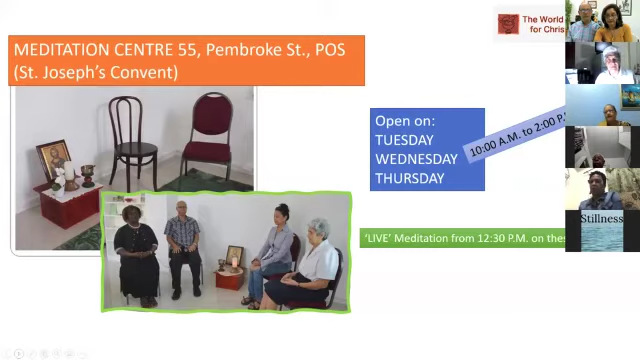 The World
for Chris
MEDITATION CENTRE 55, Pembroke St., POS
(St. Joseph's Convent)
Open on:
TUESDAY
WEDNESDAY
THURSDAY
10:00 A.M. to 2:00 P.
'LIVE' Meditation from 12:30 P.M. on thes
Stillness